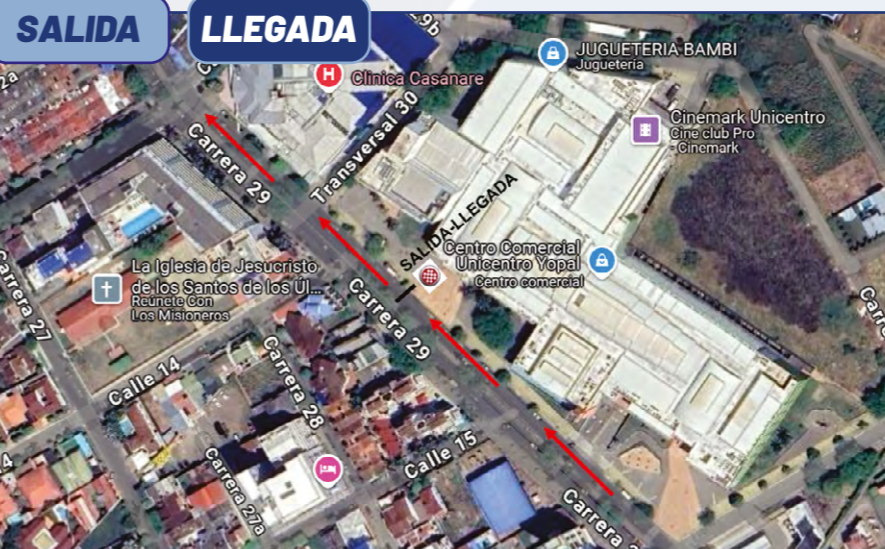 SALIDA
LLEGADA
JUGUETERIA BAMBI
Juguetería
Clinica Casanare
Cinemark Unicentro
Cine club Pro
- Cinemark
Transversal 30
Carrera 29
SALIDA-LLEGADA
Centro Comercial
Unicentro Yopal
Centro comercial
La Iglesia de Jesucristo
de los Santos de los Úl...
Reúnete Con
Los Misioneros
Carrera 27
Carrera 29
Calle 14
Carrera 28
Calle 15
Carrera 27a
Carrera